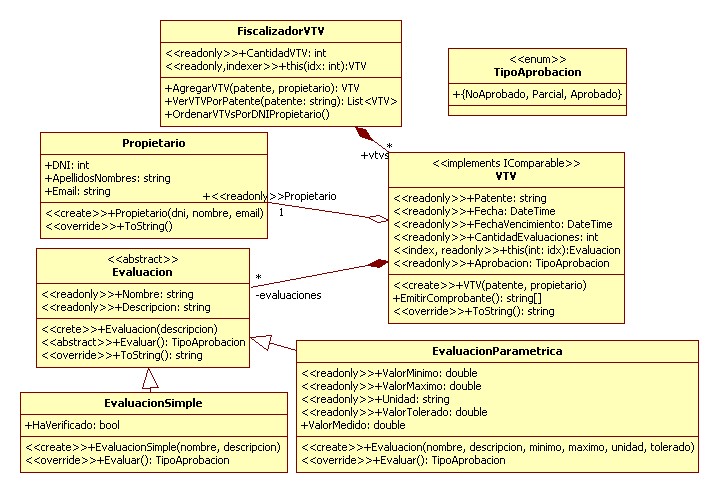 FiscalizadorVTV
<<readonly>>+CantidadVTV: int
<<readonly,indexer>>+this(idx: int):VTV
+AgregarVTV(patente, propietario): VTV
+VerVTVPorPatente(patente: string): List<VTV>
+OrdenarVTVsPorDNIPropietario()
<<enum>>
TipoAprobacion
+{NoAprobado, Parcial, Aprobado}
*
+vtvs
Propietario
+DNI: int
+ApellidosNombres: string
+Email: string
<<create>>+Propietario(dni, nombre, email)
<<override>>+ToString()
+<<readonly>>Propietario
1
<<implements IComparable>>
VTV
<<readonly>>+Patente: string
<<readonly>>+Fecha: DateTime
<<readonly>>+FechaVencimiento: DateTime
<<readonly>>+CantidadEvaluaciones: int
<<index, readonly>>+this(int: idx):Evaluacion
<<readonly>>+Aprobacion: TipoAprobacion
<<create>>+VTV(patente, propietario)
+EmitirComprobante(): string[]
<<override>>+ToString(): string
<<abstract>>
Evaluacion
<<readonly>>+Nombre: string
<<readonly>>+Descripcion: string
<<crete>>+Evaluacion(descripcion)
<<abstract>>+Evaluar(): TipoAprobacion
<<override>>+ToString(): string
*
-evaluaciones
EvaluacionSimple
+HaVerificado: bool
<<create>>+EvaluacionSimple(nombre, descripcion)
<<override>>+Evaluar(): TipoAprobacion
EvaluacionParametrica
<<readonly>>+ValorMinimo: double
<<readonly>>+ValorMaximo: double
<<readonly>>+Unidad: string
<<readonly>>+ValorTolerado: double
+ValorMedido: double
<<create>>+Evaluacion(nombre, descripcion, minimo, maximo, unidad, tolerado)
<<override>>+Evaluar(): TipoAprobacion